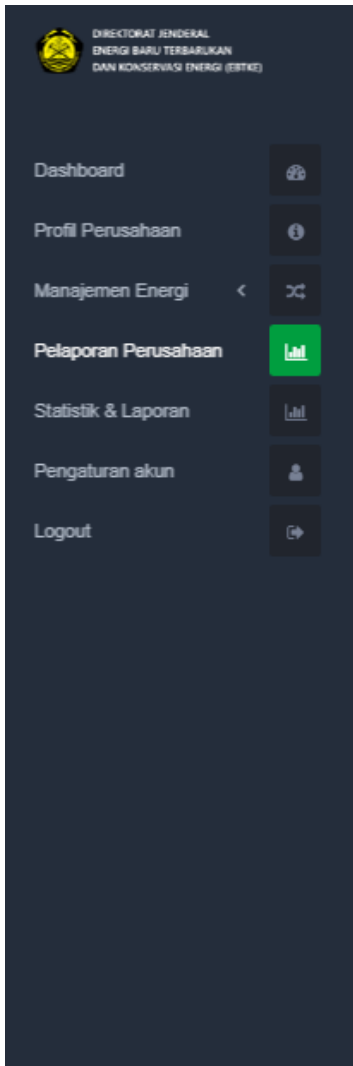 DIREKTORAT JENDERAL
ENERGI BARU TERBARUKAN
DAN KONSERVASI ENERGI (EBTKE)
Dashboard
Profil Perusahaan
Manajemen Energi
Pelaporan Perusahaan
Statistik & Laporan
Pengaturan akun
Logout